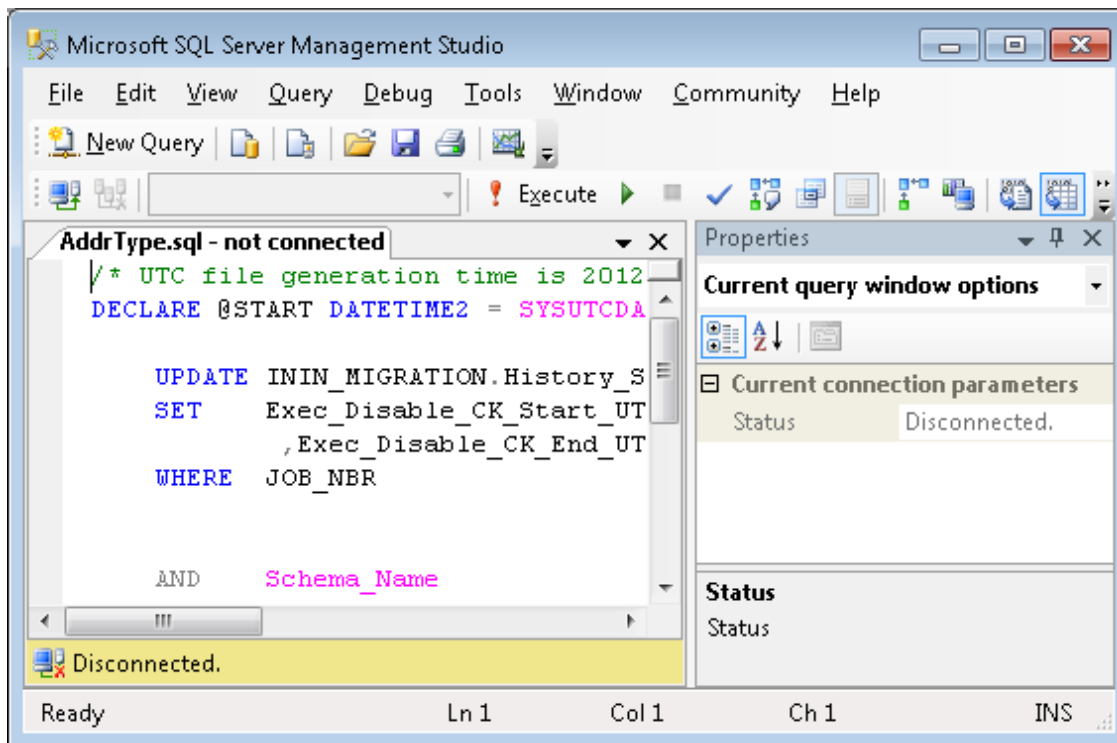 Microsoft SQL Server Management Studio
File Edit View Query Debug Tools Window Community Help
New Query
Execute
AddrType.sql - not connected
/* UTC file generation time is 2012
DECLARE @START DATETIME2 = SYSUTCDA
UPDATE ININ_MIGRATION.History_S
SET Exec_Disable_CK_Start_UT
,Exec_Disable_CK_End_UT
WHERE JOB_NBR
AND Schema_Name
Disconnected.
Properties
Current query window options
Current connection parameters
Status Disconnected.
Status
Status
Ready Ln 1 Col 1 Ch 1 INS